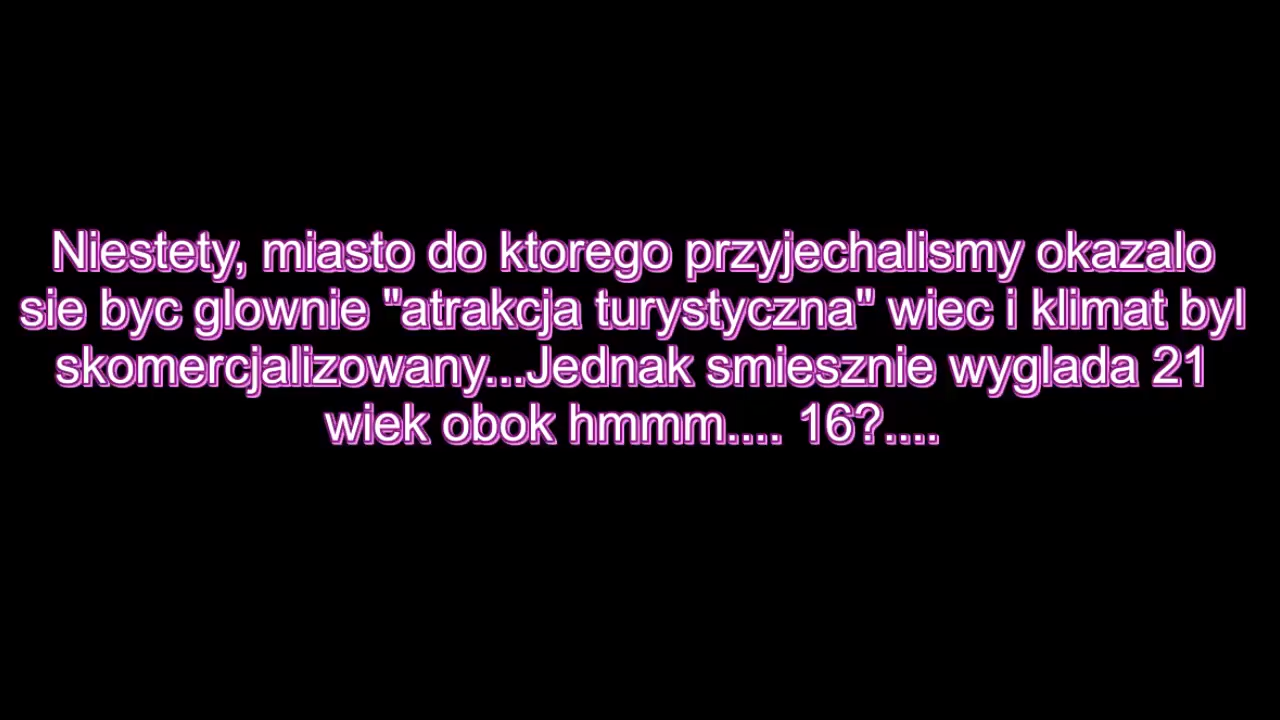 Niestety, miasto do ktorego przyjechalismy okazalo
sie byc glownie "atrakcja turystyczna" wiec i klimat byl
skomercjalizowany...Jednak smiesznie wyglada 21
wiek obok hmmm.... 16?....